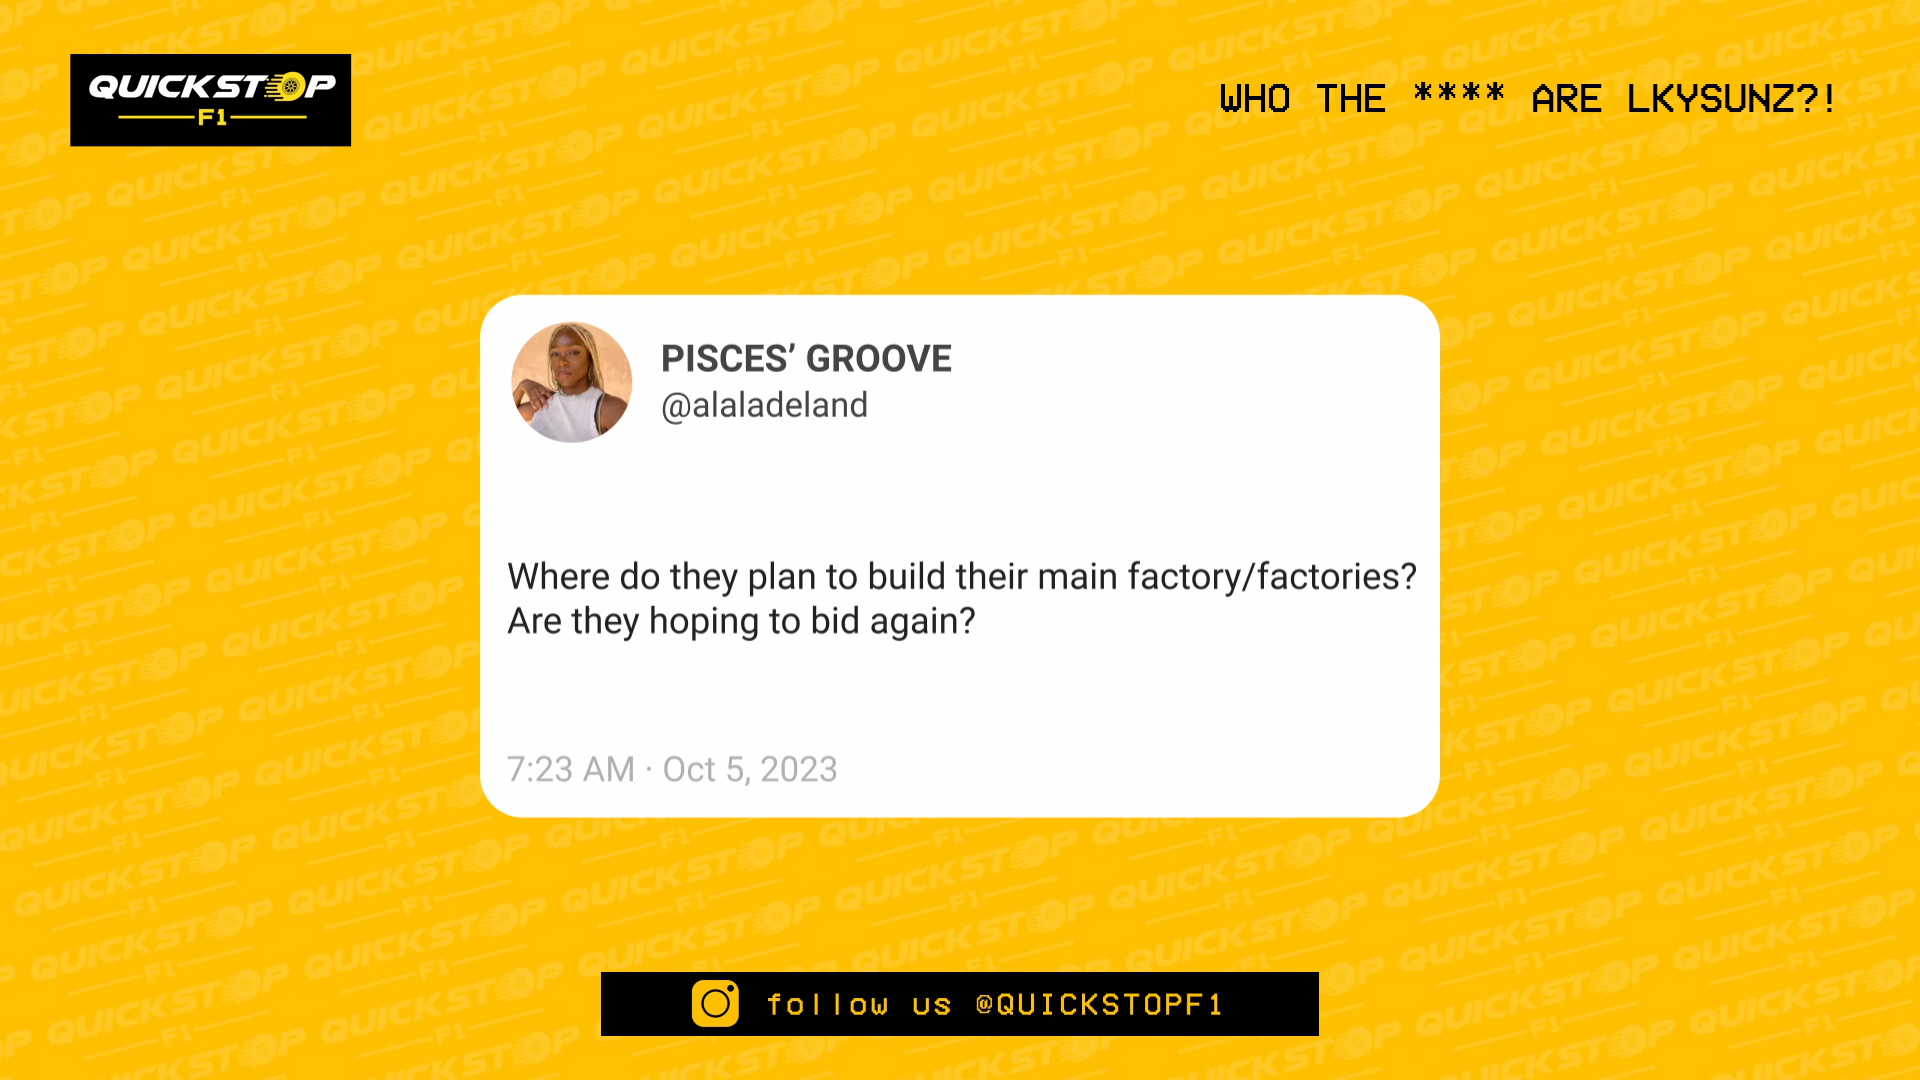 QUICKSTOP
F1
WHO THE **** ARE LKYSUNZ?!
PISCES’ GROOVE
@alaladeland
Where do they plan to build their main factory/factories?
Are they hoping to bid again?
7:23 AM · Oct 5, 2023
follow us @QUICKSTOPF1